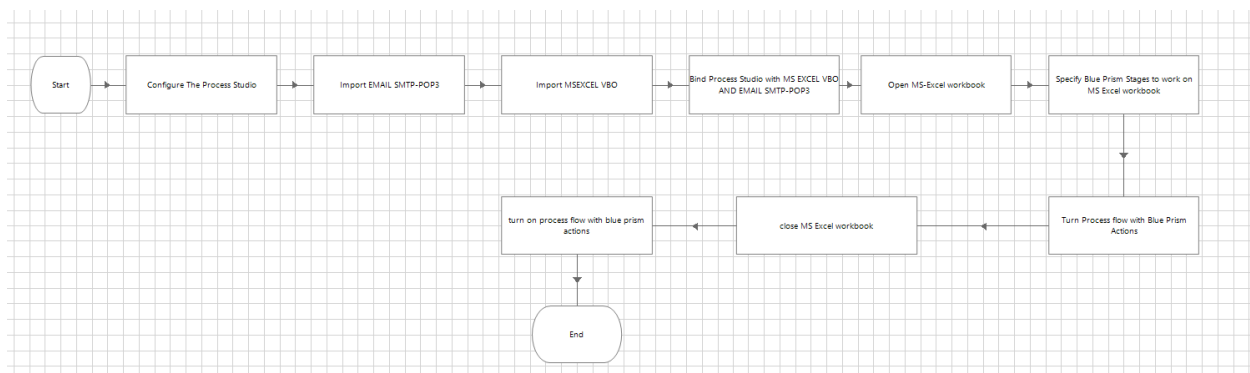 Start
Configure The Process Studio
Import EMAIL SMTP-POP3
Import MSEXCEL VBO
Bind Process Studio with MS EXCEL VBO
AND EMAIL SMTP-POP3
Open MS-Excel workbook
Specify Blue Prism Stages to work on
MS Excel workbook
Turn Process flow with Blue Prism
Actions
close MS Excel workbook
turn on process flow with blue prism
actions
End